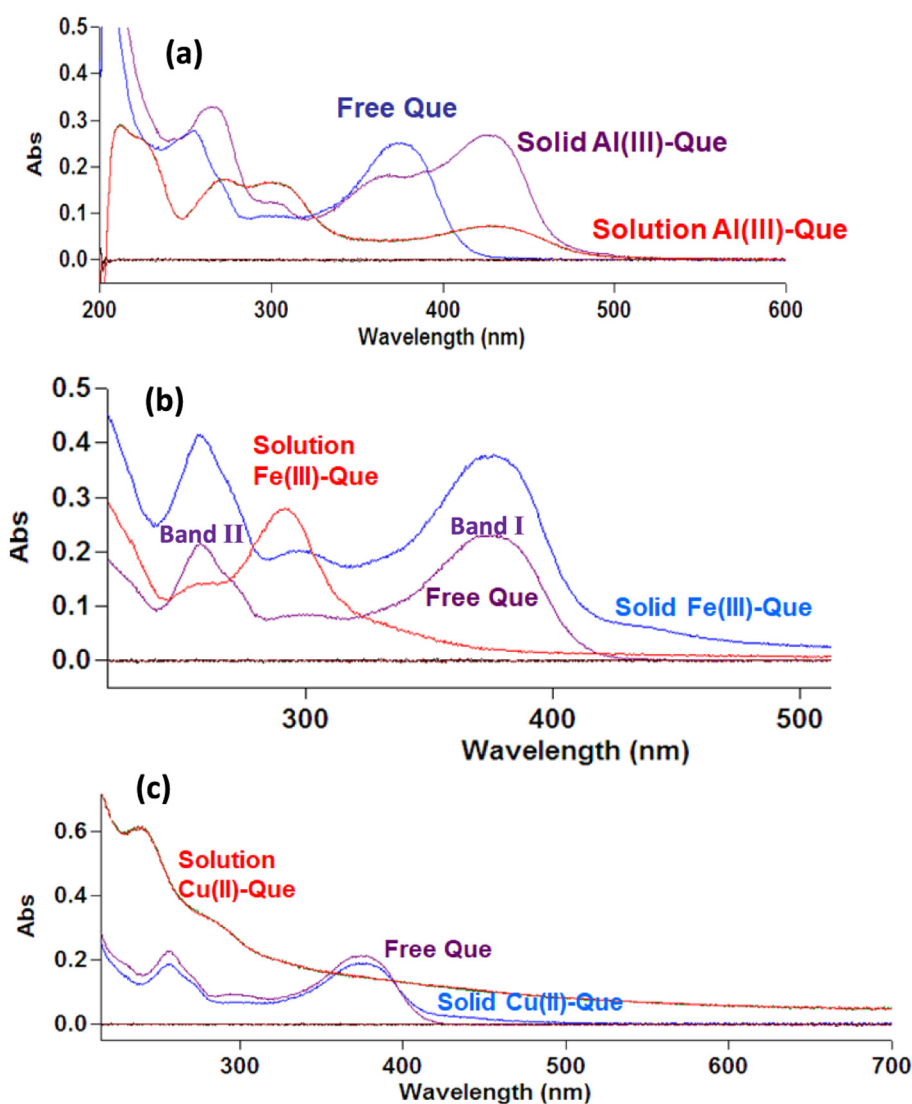 (a)
0.5
0.4
0.3
0.2
0.1
0.0
Abs
Free Que
Solid Al(III)-Que
Solution Al(III)-Que
200 300 400 500 600
Wavelength (nm)
(b)
0.5
0.4
0.3
0.2
0.1
0.0
Abs
Solution
Fe(III)-Que
Band II
Band I
Free Que
Solid Fe(III)-Que
300 400 500
Wavelength (nm)
(c)
0.6
0.4
0.2
0.0
Abs
Solution
Cu(II)-Que
Free Que
Solid Cu(II)-Que
300 400 500 600 700
Wavelength (nm)